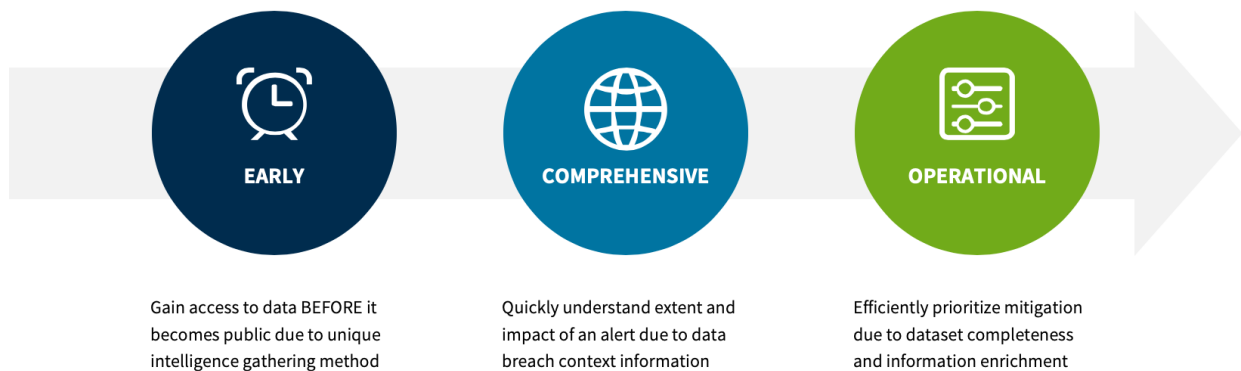 EARLY
Gain access to data BEFORE it
becomes public due to unique
intelligence gathering method
COMPREHENSIVE
Quickly understand extent and
impact of an alert due to data
breach context information
OPERATIONAL
Efficiently prioritize mitigation
due to dataset completeness
and information enrichment